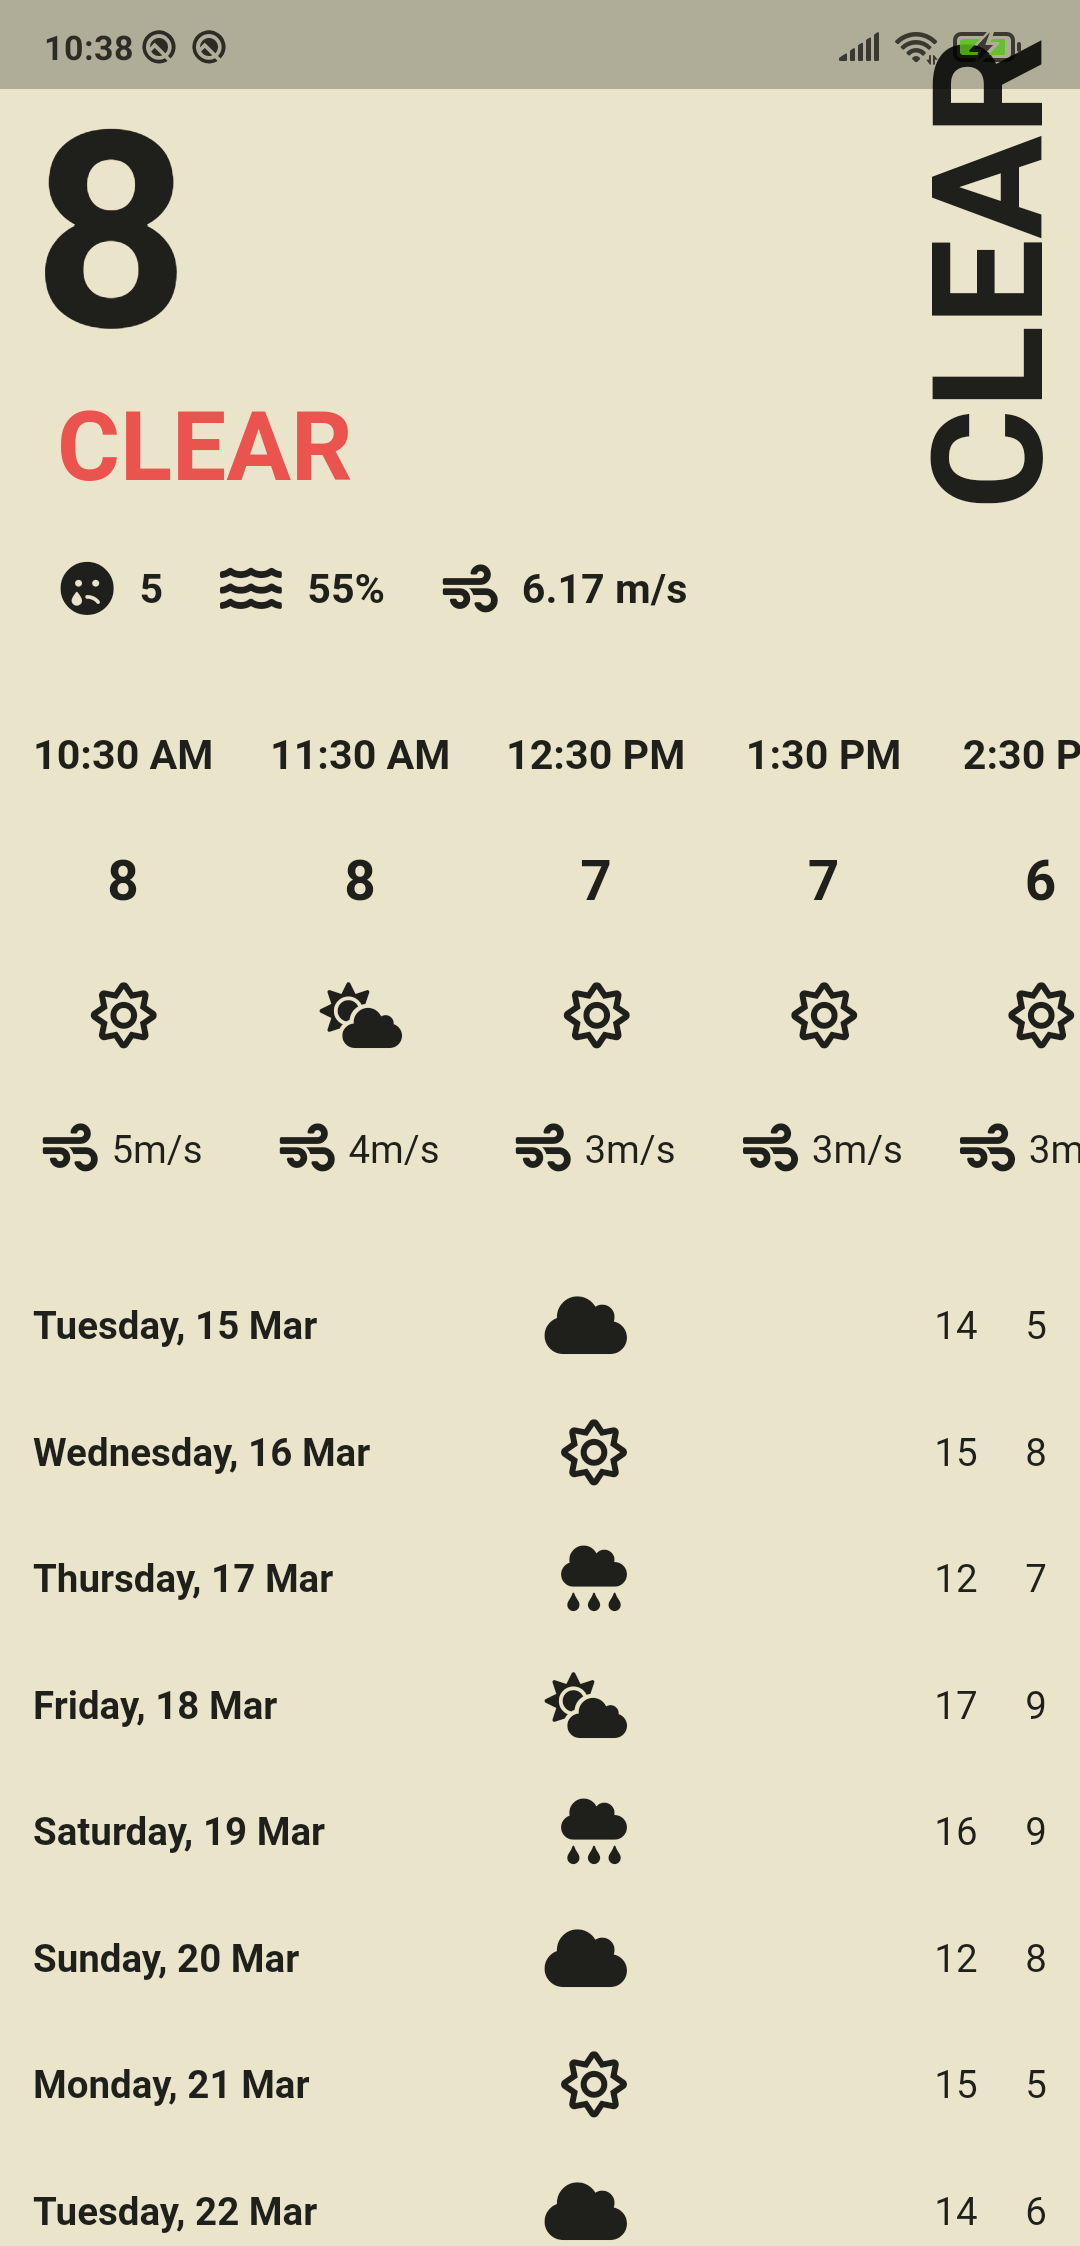 10:38
8
CLEAR
CLEAR
5 55% 6.17 m/s
10:30 AM 11:30 AM 12:30 PM 1:30 PM 2:30 P
8 8 7 7 6
5m/s 4m/s 3m/s 3m/s 3m
Tuesday, 15 Mar 14 5
Wednesday, 16 Mar 15 8
Thursday, 17 Mar 12 7
Friday, 18 Mar 17 9
Saturday, 19 Mar 16 9
Sunday, 20 Mar 12 8
Monday, 21 Mar 15 5
Tuesday, 22 Mar 14 6